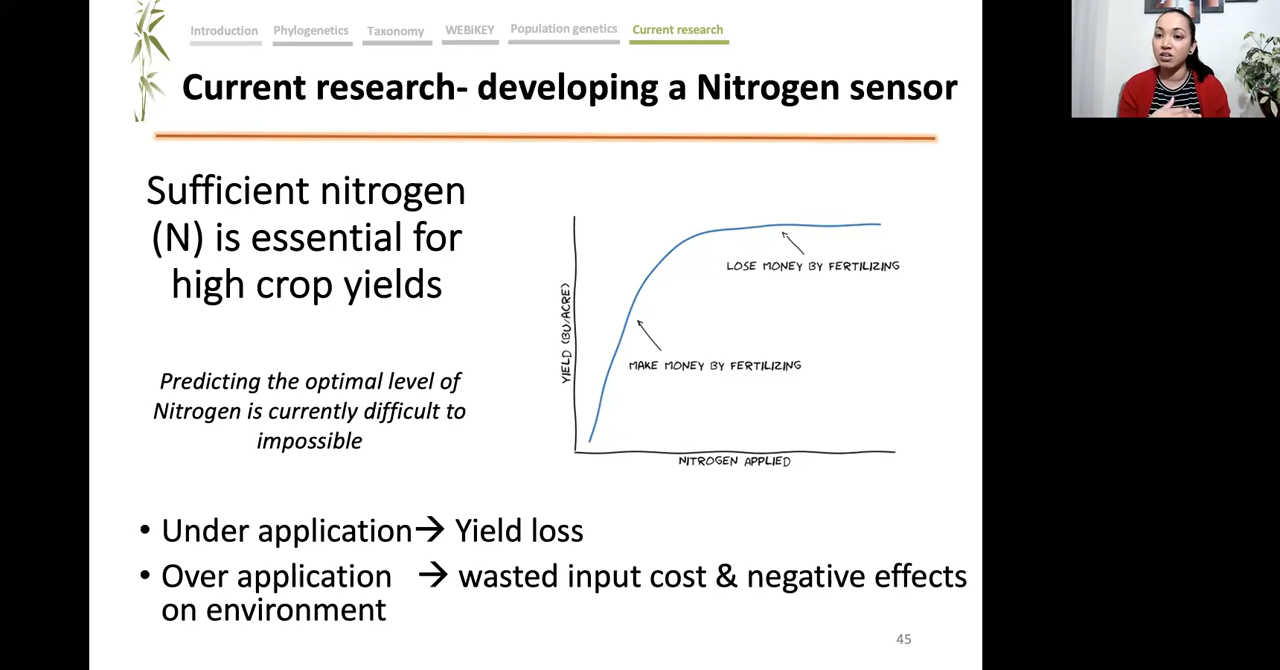 Introduction Phylogenetics Taxonomy WEBiKEY Population genetics Current research
Current research- developing a Nitrogen sensor
Sufficient nitrogen
(N) is essential for
high crop yields
Predicting the optimal level of
Nitrogen is currently difficult to
impossible
YIELD (BU/ACRE)
LOSE MONEY BY FERTILIZING
MAKE MONEY BY FERTILIZING
NITROGEN APPLIED
• Under application→ Yield loss
• Over application → wasted input cost & negative effects
on environment
45